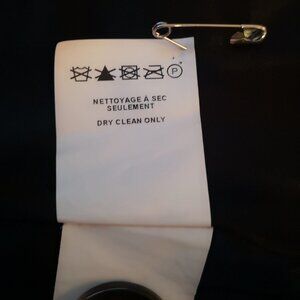 P
NETTOYAGE À SEC
SEULEMENT
DRY CLEAN ONLY